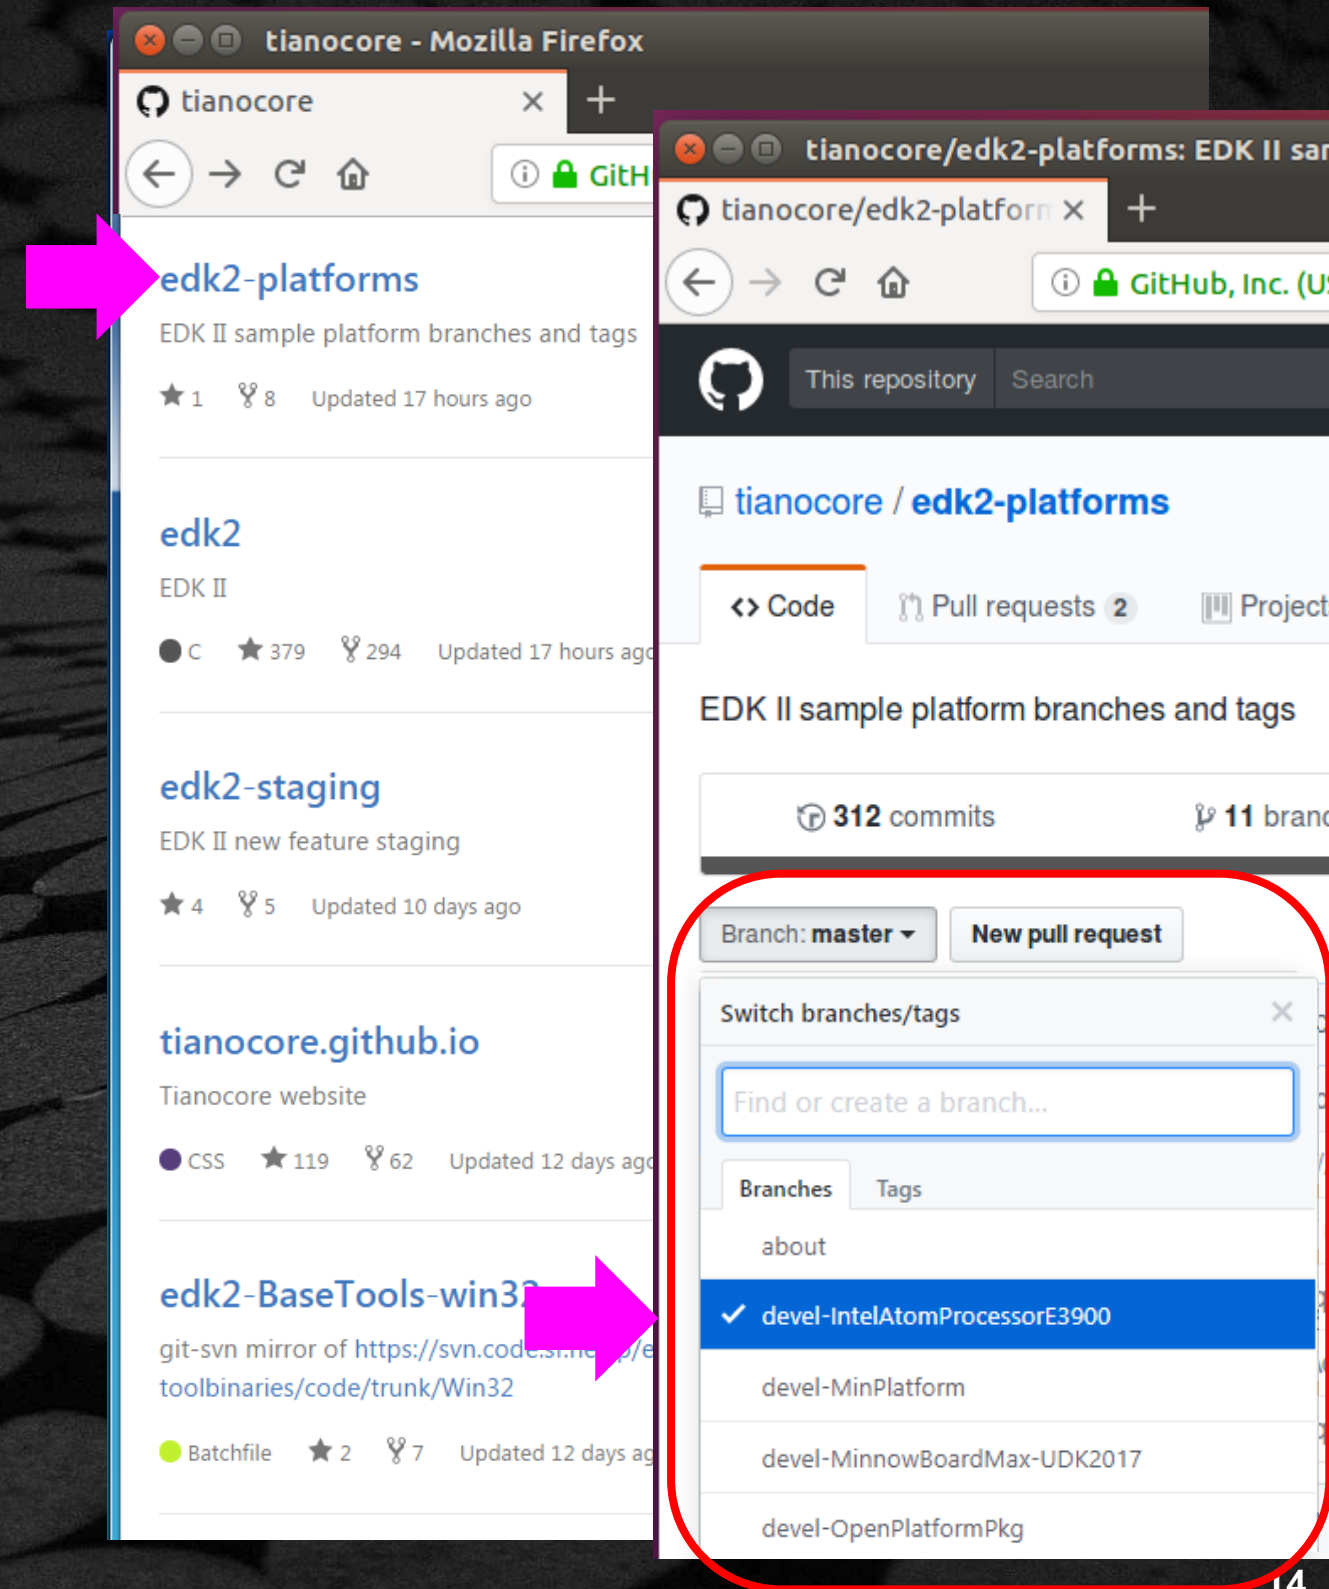 tianocore - Mozilla Firefox
tianocore
GitH
edk2-platforms
EDK II sample platform branches and tags
1 8 Updated 17 hours ago
edk2
EDK II
C 379 294 Updated 17 hours ago
edk2-staging
EDK II new feature staging
4 5 Updated 10 days ago
tianocore.github.io
Tianocore website
CSS 119 62 Updated 12 days ago
edk2-BaseTools-win32
git-svn mirror of https://svn.code.sf.net/p/e
toolbinaries/code/trunk/Win32
Batchfile 2 7 Updated 12 days ag
tianocore/edk2-platforms: EDK II sam
tianocore/edk2-platform
GitHub, Inc. (US
This repository Search
tianocore / edk2-platforms
Code Pull requests 2 Project
EDK II sample platform branches and tags
312 commits 11 branc
Branch: master New pull request
Switch branches/tags
Find or create a branch...
Branches Tags
about
devel-IntelAtomProcessorE3900
devel-MinPlatform
devel-MinnowBoardMax-UDK2017
devel-OpenPlatformPkg
14